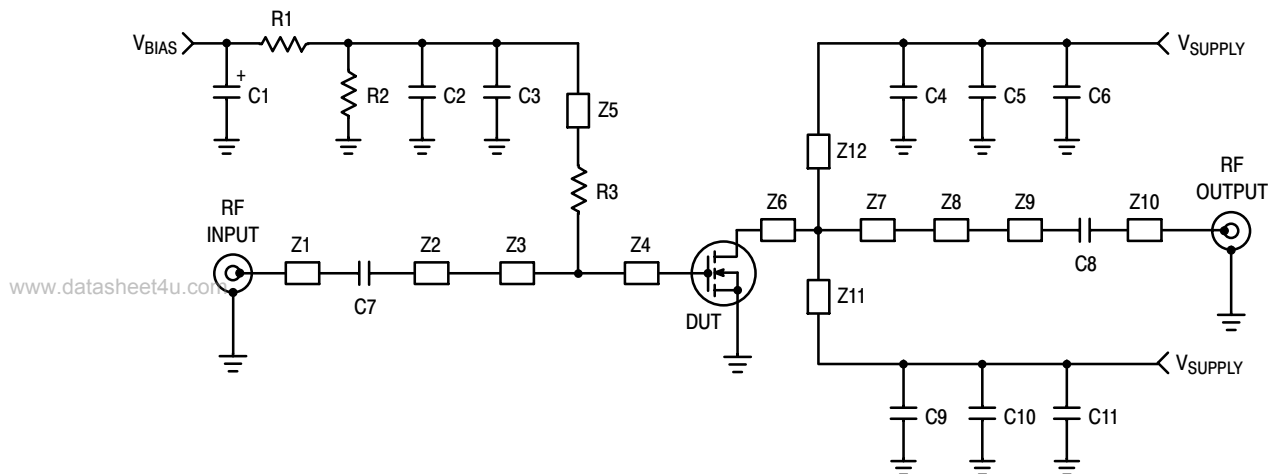 R1
VBIAS
C1
+
R2
C2
C3
Z5
R3
VSUPPLY
C4
C5
C6
Z12
RF
INPUT
Z1
C7
Z2
Z3
Z4
DUT
Z6
Z7
Z8
Z9
C8
Z10
RF
OUTPUT
www.datasheet4u.com
Z11
VSUPPLY
C9
C10
C11